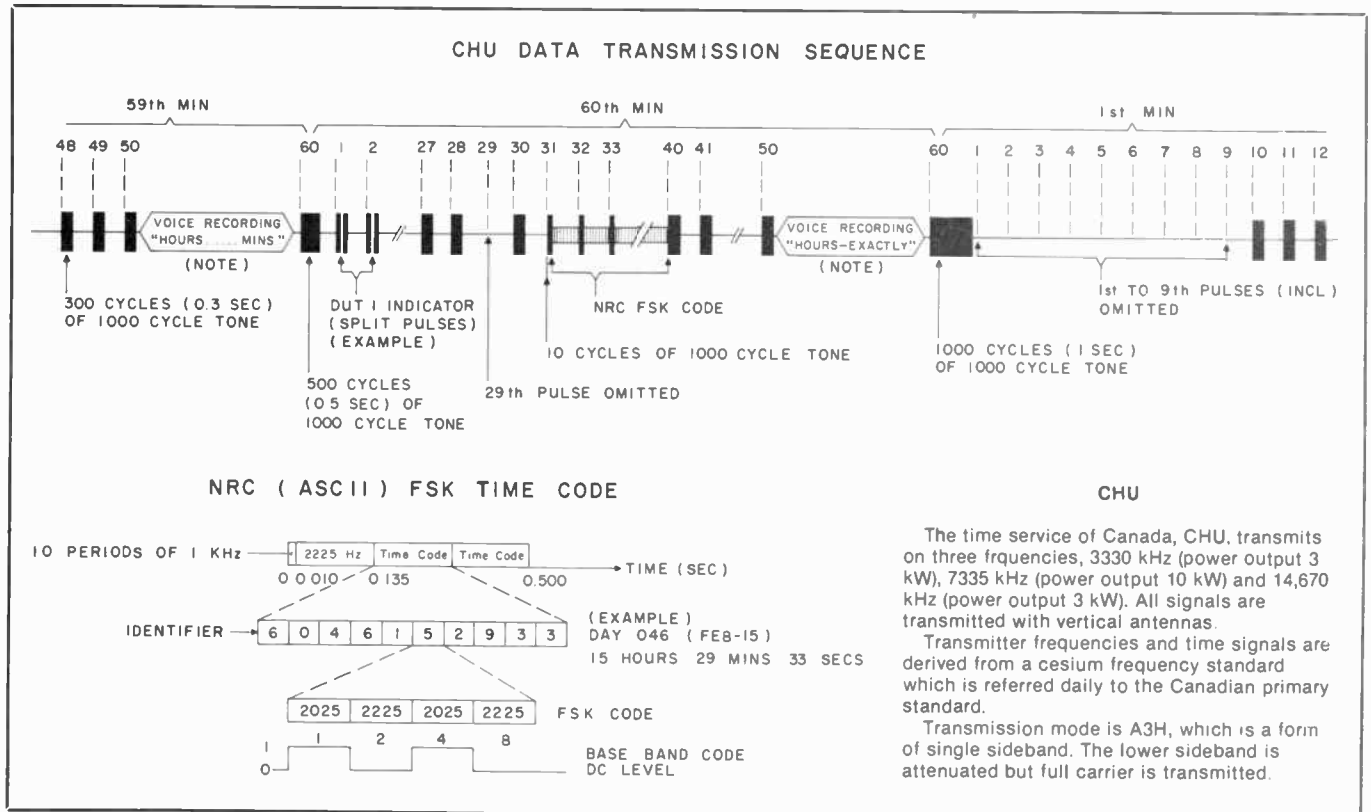 CHU DATA TRANSMISSION SEQUENCE
59th MIN 60th MIN 1st MIN
48 49 50 60 1 2 27 28 29 30 31 32 33 40 41 50 60 1 2 3 4 5 6 7 8 9 10 11 12
VOICE RECORDING
"HOURS......MINS"
(NOTE)
VOICE RECORDING
"HOURS-EXACTLY"
(NOTE)
300 CYCLES (0.3 SEC)
OF 1000 CYCLE TONE
DUT 1 INDICATOR
(SPLIT PULSES)
(EXAMPLE)
500 CYCLES
(0.5 SEC) OF
1000 CYCLE TONE
29th PULSE OMITTED
NRC FSK CODE
10 CYCLES OF 1000 CYCLE TONE
1000 CYCLES (1 SEC)
OF 1000 CYCLE TONE
1st TO 9th PULSES (INCL)
OMITTED
NRC (ASCII) FSK TIME CODE
10 PERIODS OF 1 KHz
2225 Hz Time Code Time Code
0 0.010 0.135 0.500 TIME (SEC)
IDENTIFIER 6 0 4 6 1 5 2 9 3 3
(EXAMPLE)
DAY 046 (FEB-15)
15 HOURS 29 MINS 33 SECS
2025 2225 2025 2225 FSK CODE
1 2 4 8
1
0
BASE BAND CODE
DC LEVEL
CHU
The time service of Canada, CHU, transmits
on three frquencies, 3330 kHz (power output 3
kW), 7335 kHz (power output 10 kW) and 14,670
kHz (power output 3 kW). All signals are
transmitted with vertical antennas.
Transmitter frequencies and time signals are
derived from a cesium frequency standard
which is referred daily to the Canadian primary
standard.
Transmission mode is A3H, which is a form
of single sideband. The lower sideband is
attenuated but full carrier is transmitted.